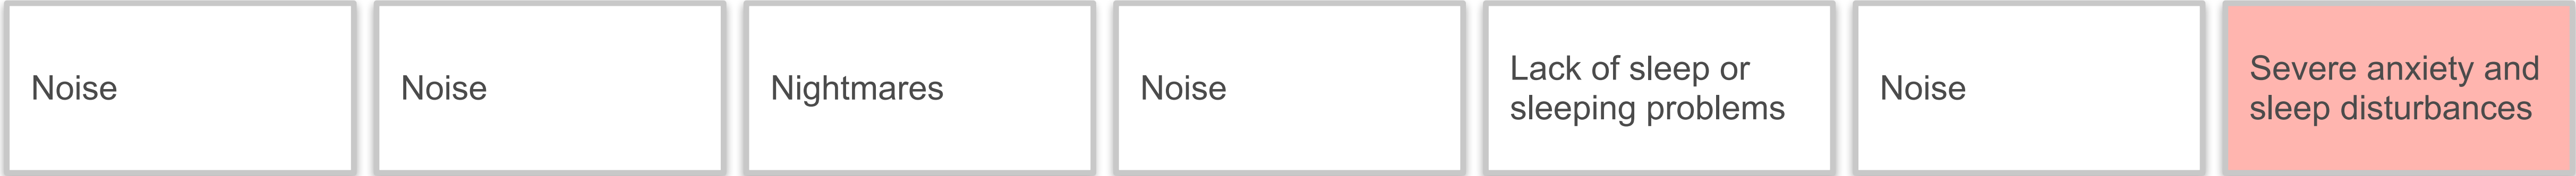 Noise
Noise
Nightmares
Noise
Lack of sleep or
sleeping problems
Noise
Severe anxiety and
sleep disturbances